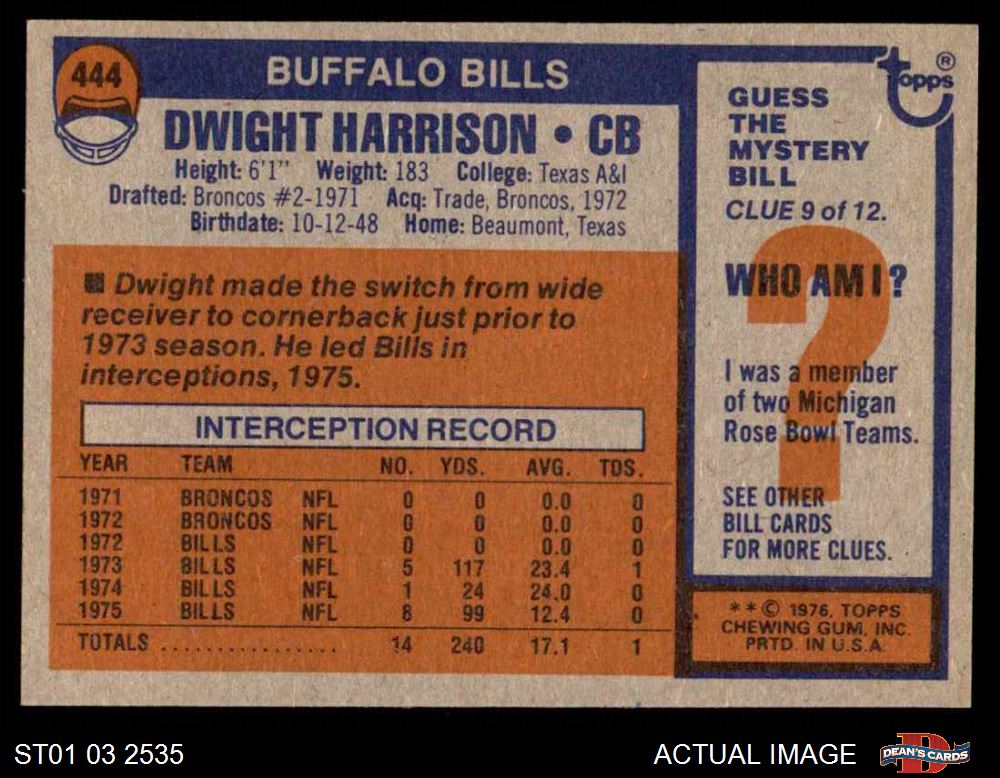 444
BUFFALO BILLS
DWIGHT HARRISON • CB
Height: 6'1" Weight: 183 College: Texas A&I
Drafted: Broncos #2-1971 Acq: Trade, Broncos, 1972
Birthdate: 10-12-48 Home: Beaumont, Texas
■ Dwight made the switch from wide
receiver to cornerback just prior to
1973 season. He led Bills in
interceptions, 1975.
INTERCEPTION RECORD
YEAR TEAM NO. YDS. AVG. TDS.
1971 BRONCOS NFL 0 0 0.0 0
1972 BRONCOS NFL 0 0 0.0 0
1972 BILLS NFL 0 0 0.0 0
1973 BILLS NFL 5 117 23.4 1
1974 BILLS NFL 1 24 24.0 0
1975 BILLS NFL 8 99 12.4 0
TOTALS ................ 14 240 17.1 1
topps ®
GUESS
THE
MYSTERY
BILL
CLUE 9 of 12.
?
WHO AM I?
I was a member
of two Michigan
Rose Bowl Teams.
SEE OTHER
BILL CARDS
FOR MORE CLUES.
** © 1976, TOPPS
CHEWING GUM, INC.
PRTD. IN U.S.A.
ST01 03 2535
ACTUAL IMAGE
D
DEAN'S CARDS